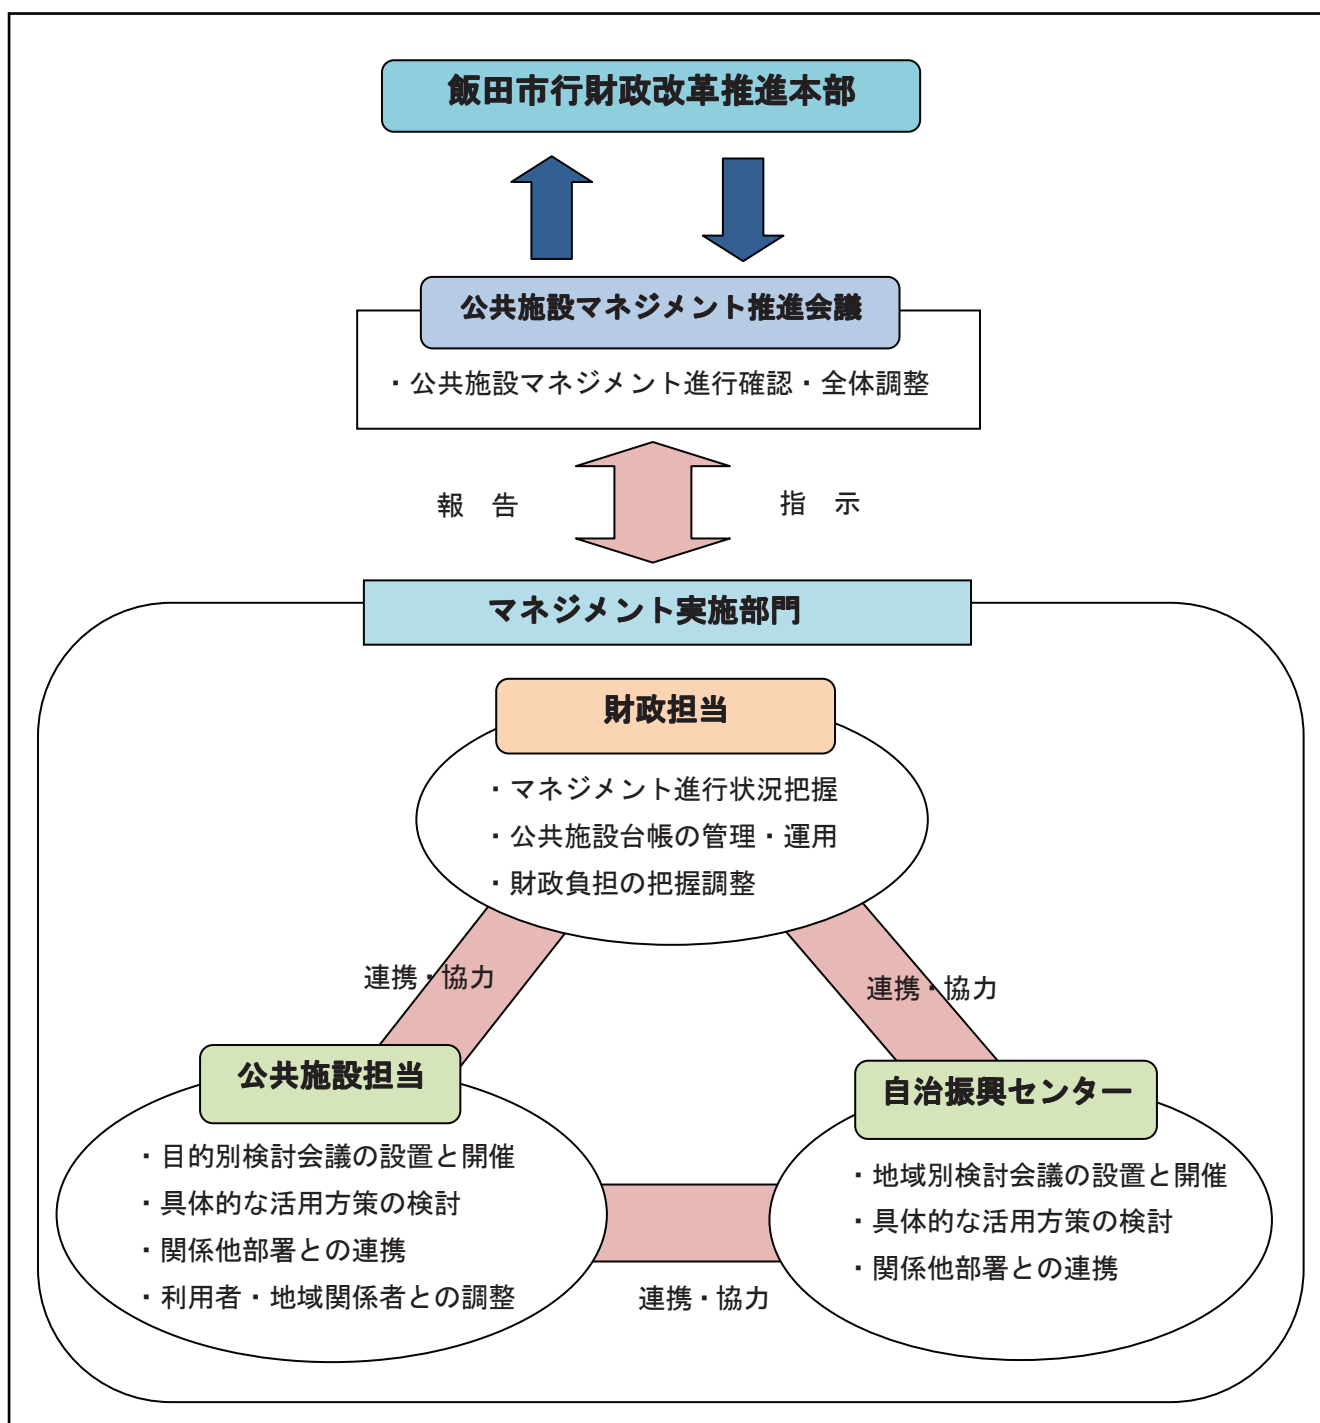 飯田市行財政改革推進本部
公共施設マネジメント推進会議
・公共施設マネジメント進行確認・全体調整
報　告
指　示
マネジメント実施部門
財政担当
・マネジメント進行状況把握
・公共施設台帳の管理・運用
・財政負担の把握調整
連携・協力
連携・協力
公共施設担当
・目的別検討会議の設置と開催
・具体的な活用方策の検討
・関係他部署との連携
・利用者・地域関係者との調整
自治振興センター
・地域別検討会議の設置と開催
・具体的な活用方策の検討
・関係他部署との連携
連携・協力